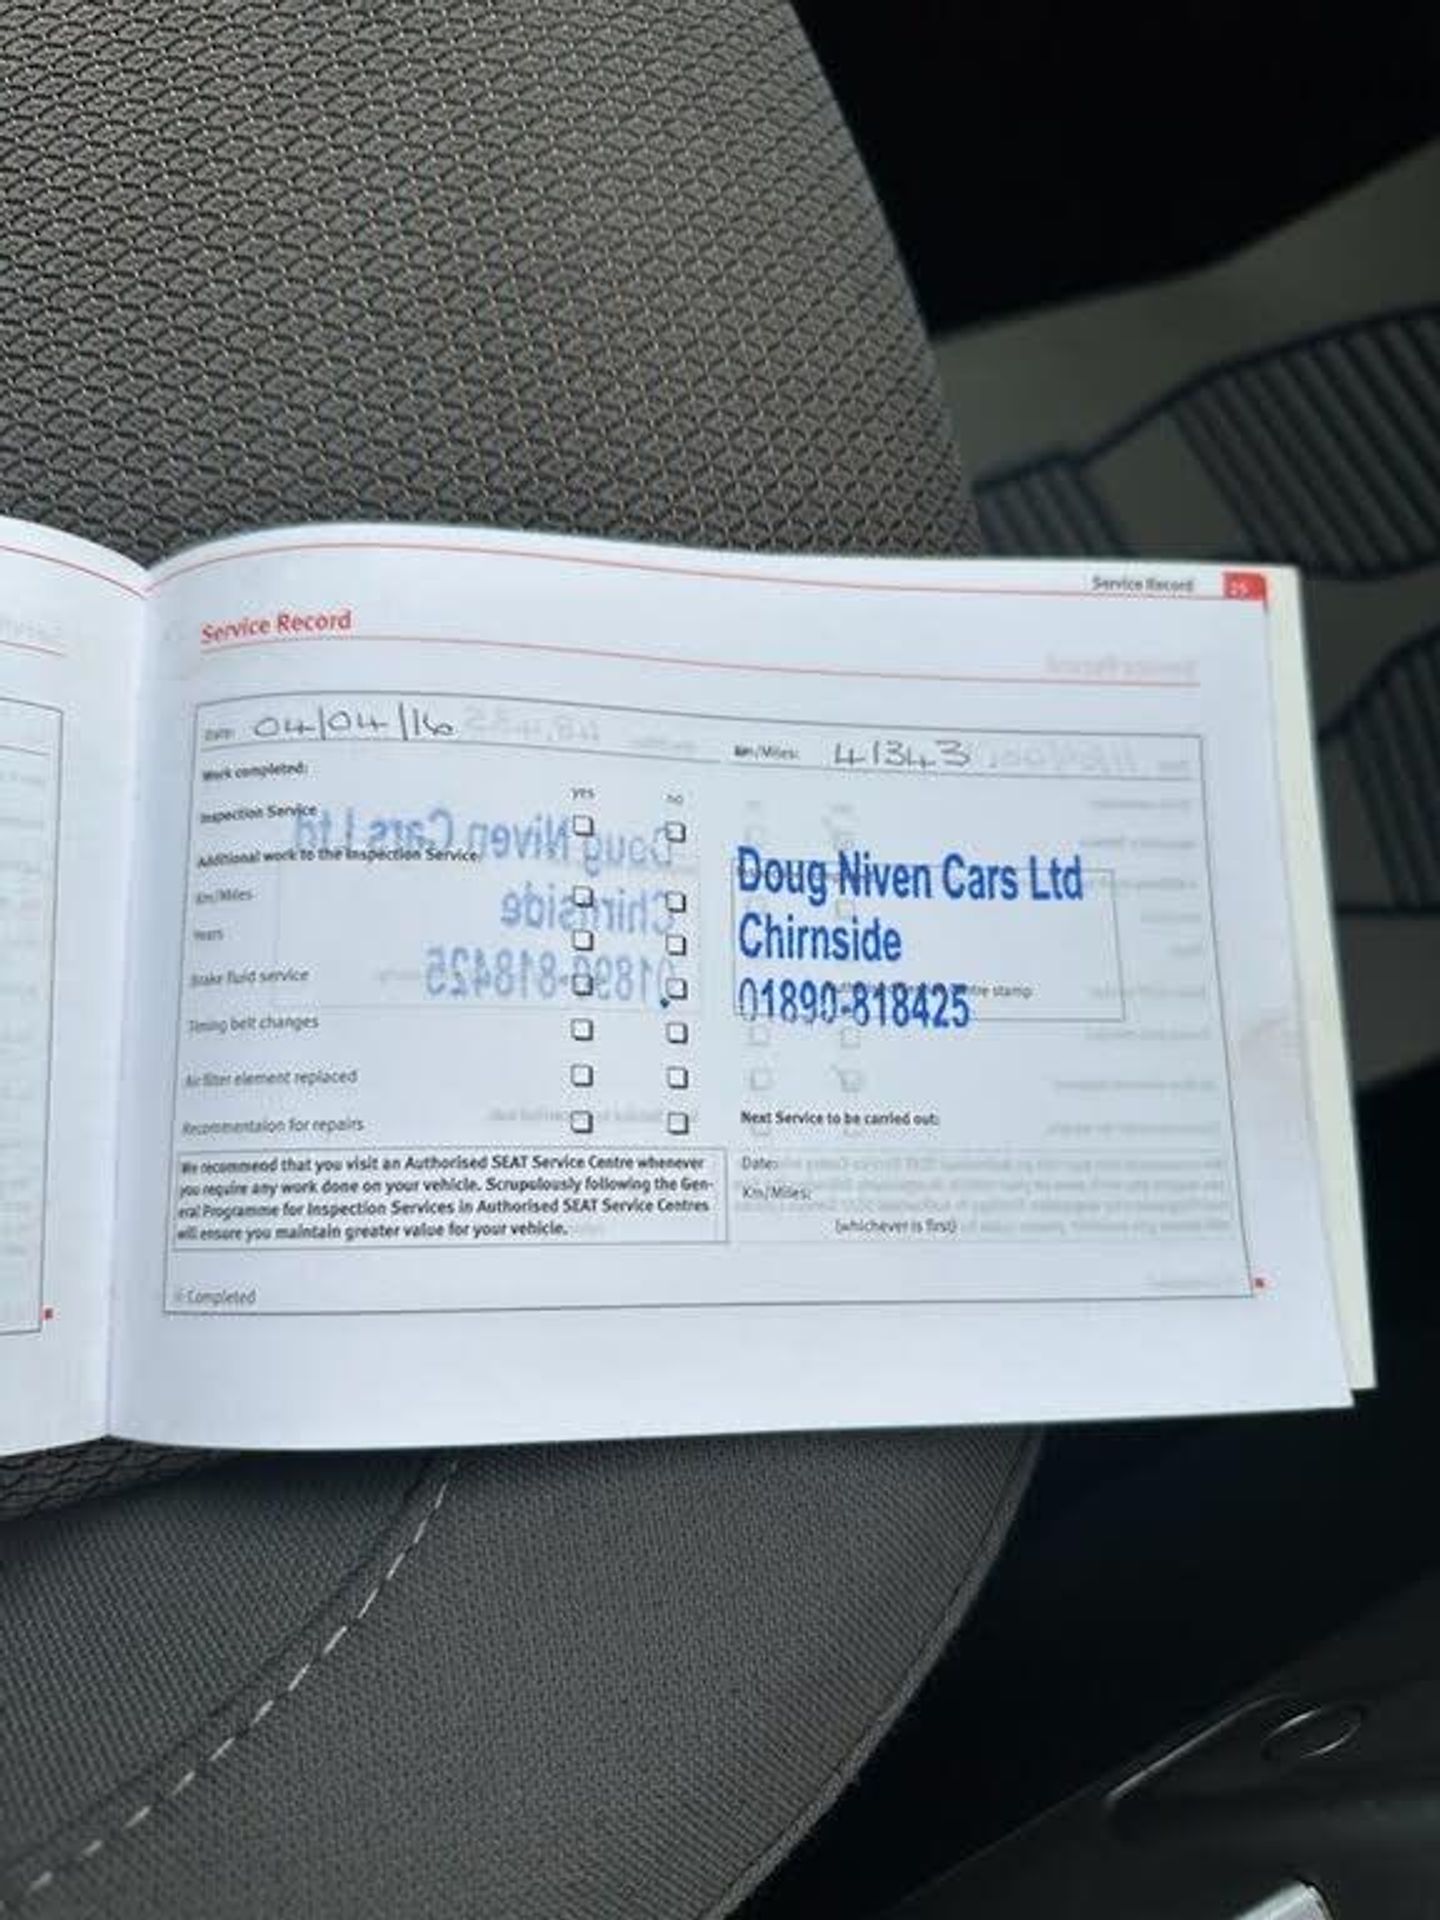 Service Record 25
Service Record
Date: 04/04/16
Km/Miles: 41343
Work completed:
yes no
Inspection Service
Additional work to the Inspection Service:
Km/Miles
Years
Brake fluid service
Timing belt changes
Air filter element replaced
Recommentaion for repairs
Doug Niven Cars Ltd
Chirnside
01890-818425
stamp
Next Service to be carried out:
Date:
Km/Miles:
(whichever is first)
We recommend that you visit an Authorised SEAT Service Centre whenever
you require any work done on your vehicle. Scrupulously following the Gen-
eral Programme for Inspection Services in Authorised SEAT Service Centres
will ensure you maintain greater value for your vehicle.
Completed